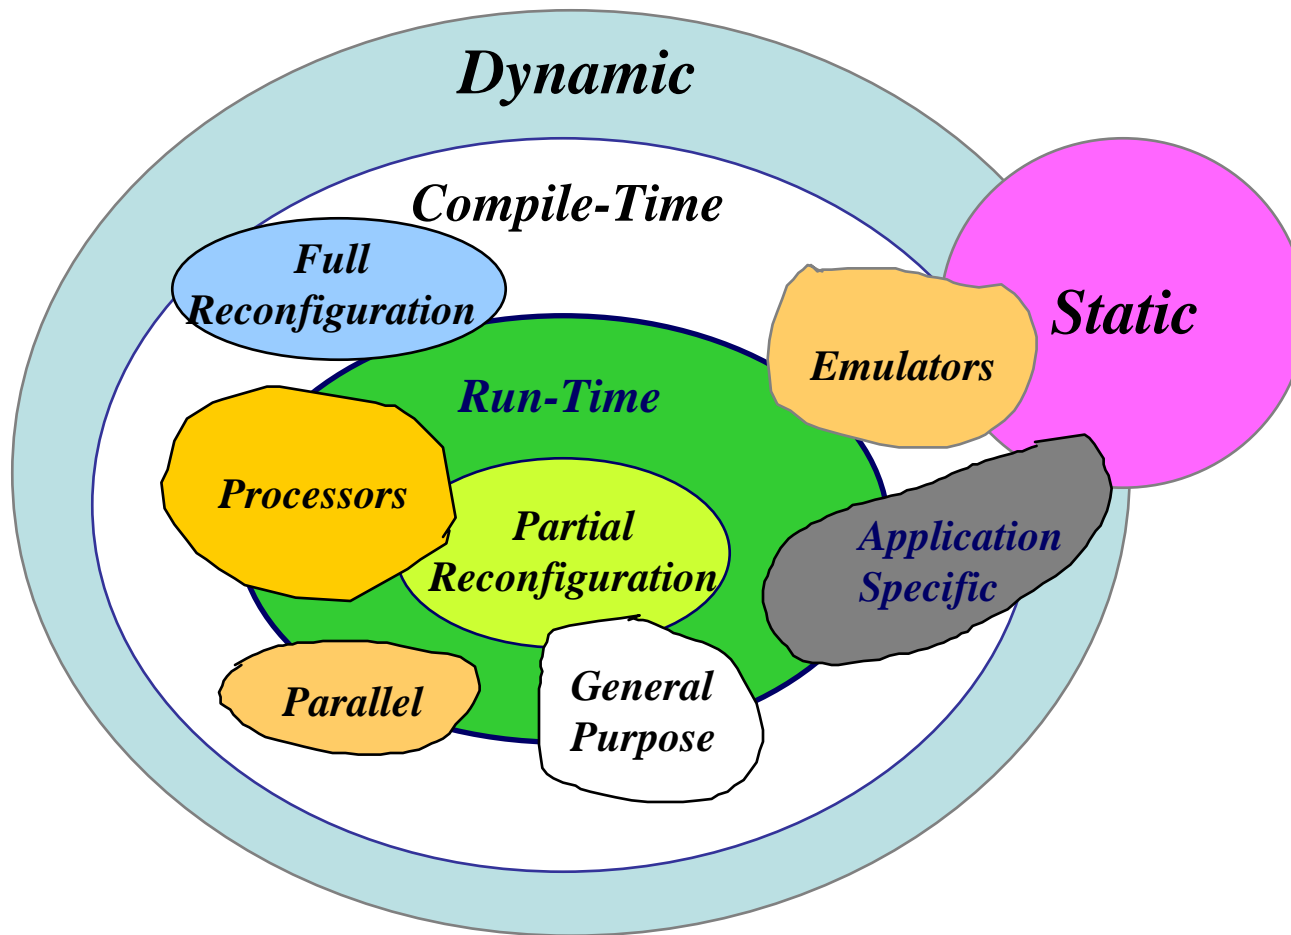 Dynamic
Compile-Time
Full
Reconfiguration
Static
Emulators
Run-Time
Processors
Partial
Reconfiguration
Application
Specific
Parallel
General
Purpose